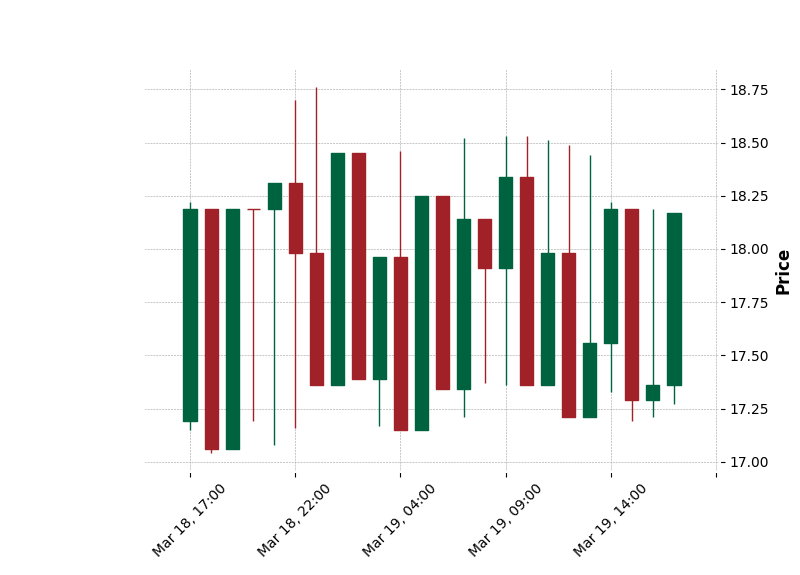 18.75
18.50
18.25
18.00
17.75
17.50
17.25
17.00
Price
Mar 18, 17:00
Mar 18, 22:00
Mar 19, 04:00
Mar 19, 09:00
Mar 19, 14:00